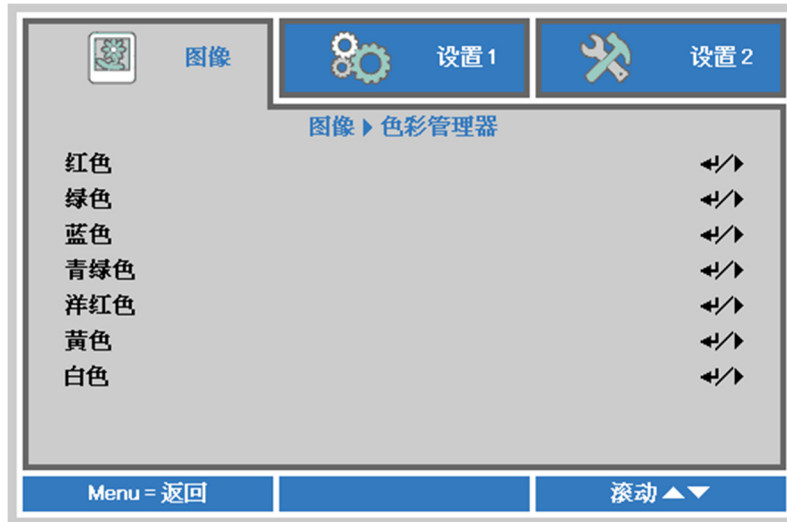 图像 设置1 设置2
图像▶色彩管理器
红色 ↵/▶
绿色 ↵/▶
蓝色 ↵/▶
青绿色 ↵/▶
洋红色 ↵/▶
黄色 ↵/▶
白色 ↵/▶
Menu = 返回 滚动▲▼